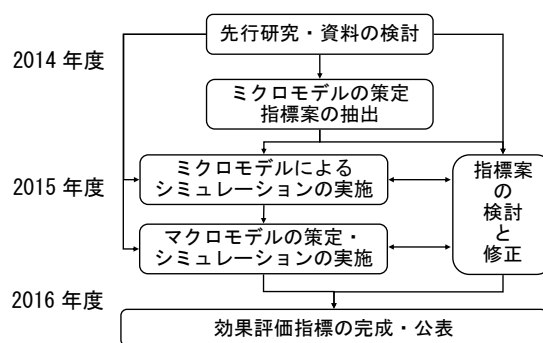 先行研究・資料の検討
2014 年度
ミクロモデルの策定
指標案の抽出
2015 年度
ミクロモデルによる
シミュレーションの実施
マクロモデルの策定・
シミュレーションの実施
指標案
の
検討
と
修正
2016 年度
効果評価指標の完成・公表